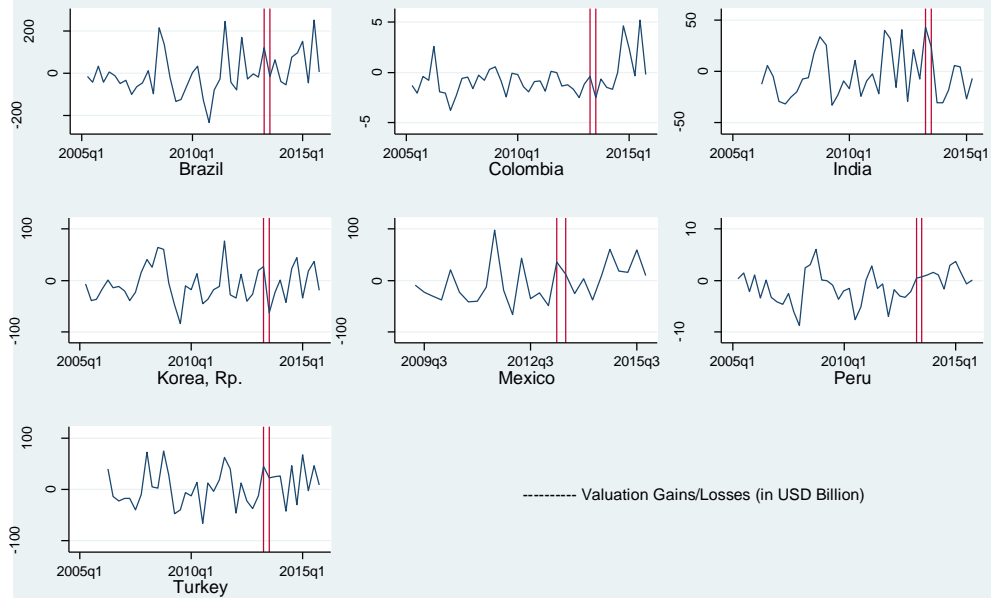 200
0
-200
2005q1 2010q1 2015q1
Brazil
5
0
-5
2005q1 2010q1 2015q1
Colombia
50
0
-50
2005q1 2010q1 2015q1
India
100
0
-100
2005q1 2010q1 2015q1
Korea, Rp.
100
0
-100
2009q3 2012q3 2015q3
Mexico
10
0
-10
2005q1 2010q1 2015q1
Peru
100
0
-100
2005q1 2010q1 2015q1
Turkey
---------- Valuation Gains/Losses (in USD Billion)